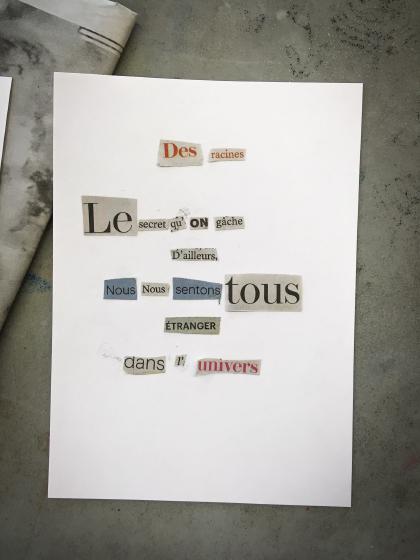 Des racines
Le secret qu' ON gâche
D'ailleurs,
Nous Nous sentons tous
ÉTRANGER
dans l' univers